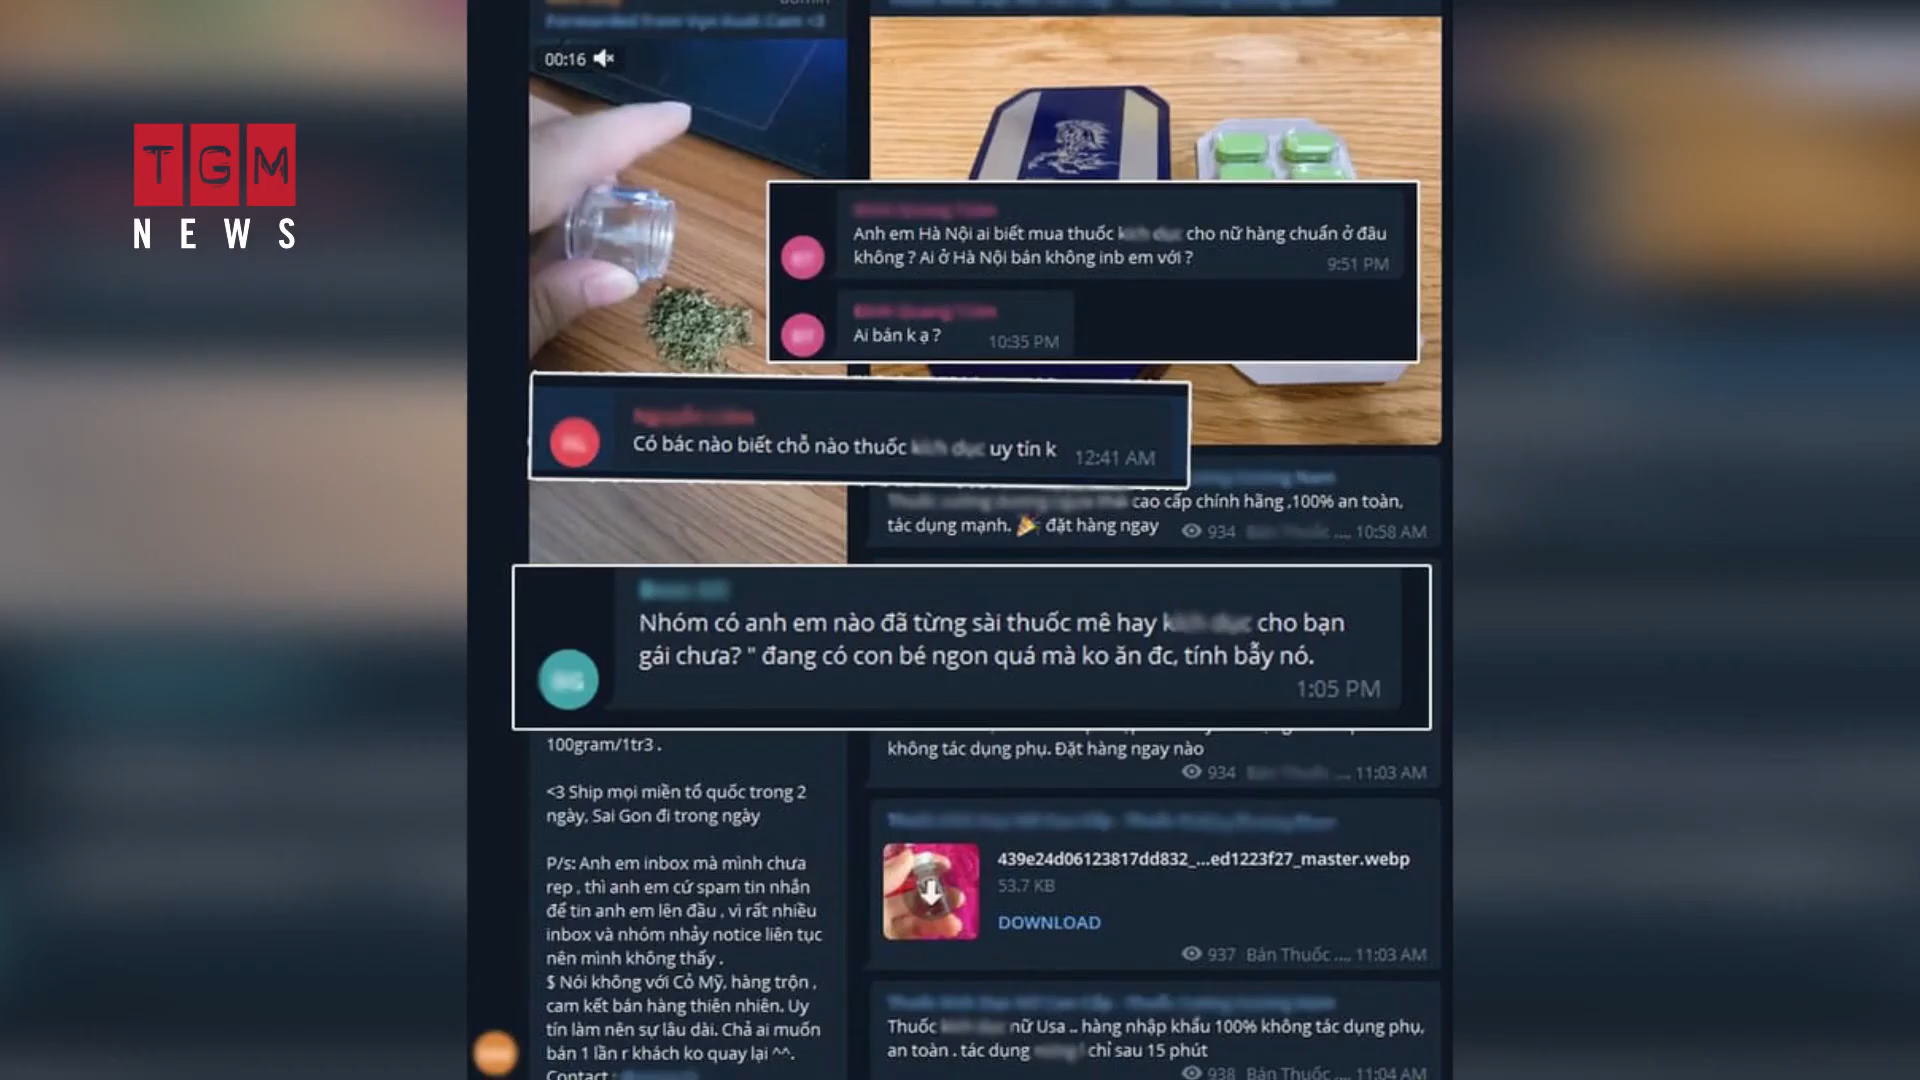 TGM
NEWS
00:16
Anh em Hà Nội ai biết mua thuốc cho nữ hàng chuẩn ở đâu
không ? Ai ở Hà Nội bán không inb em với ?
9:51 PM
Ai bán k ạ ?
10:35 PM
Có bác nào biết chỗ nào thuốc uy tín k
12:41 AM
cao cấp chính hãng ,100% an toàn,
tác dụng mạnh. 🎉 đặt hàng ngay
934 10:58 AM
Nhóm có anh em nào đã từng sài thuốc mê hay cho bạn
gái chưa? " đang có con bé ngon quá mà ko ăn đc, tính bẫy nó.
1:05 PM
100gram/1tr3 .
<3 Ship mọi miền tổ quốc trong 2
ngày, Sai Gon đi trong ngày
P/s: Anh em inbox mà mình chưa
rep , thì anh em cứ spam tin nhắn
để tin anh em lên đầu , vì rất nhiều
inbox và nhóm nhảy notice liên tục
nên mình không thấy .
$ Nói không với Cỏ Mỹ, hàng trộn ,
cam kết bán hàng thiên nhiên. Uy
tín làm nên sự lâu dài. Chả ai muốn
bán 1 lần r khách ko quay lại ^^.
Contact :
không tác dụng phụ. Đặt hàng ngay nào
934 11:03 AM
439e24d06123817dd832_...ed1223f27_master.webp
53.7 KB
DOWNLOAD
937 Bán Thuốc .... 11:03 AM
Thuốc nữ Usa .. hàng nhập khẩu 100% không tác dụng phụ,
an toàn . tác dụng chỉ sau 15 phút
938 Bán Thuốc .... 11:04 AM